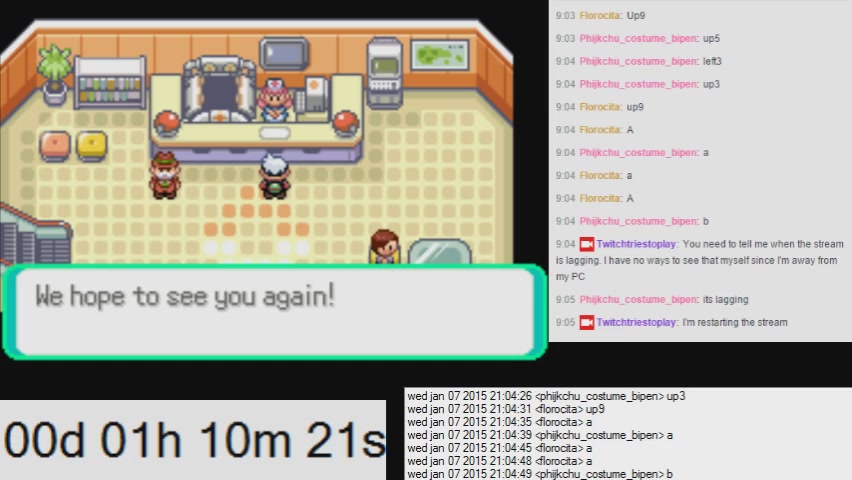 We hope to see you again!
00d 01h 10m 21s
9:03 Florocita: Up9
9:03 Phijkchu_costume_bipen: up5
9:04 Phijkchu_costume_bipen: left3
9:04 Phijkchu_costume_bipen: up3
9:04 Florocita: up9
9:04 Florocita: A
9:04 Phijkchu_costume_bipen: a
9:04 Florocita: a
9:04 Florocita: A
9:04 Phijkchu_costume_bipen: b
9:04 Twitchtriestoplay: You need to tell me when the stream
is lagging. I have no ways to see that myself since I'm away from
my PC
9:05 Phijkchu_costume_bipen: its lagging
9:05 Twitchtriestoplay: I'm restarting the stream
wed jan 07 2015 21:04:26 <phijkchu_costume_bipen> up3
wed jan 07 2015 21:04:31 <florocita> up9
wed jan 07 2015 21:04:35 <florocita> a
wed jan 07 2015 21:04:39 <phijkchu_costume_bipen> a
wed jan 07 2015 21:04:45 <florocita> a
wed jan 07 2015 21:04:48 <florocita> a
wed jan 07 2015 21:04:49 <phijkchu_costume_bipen> b